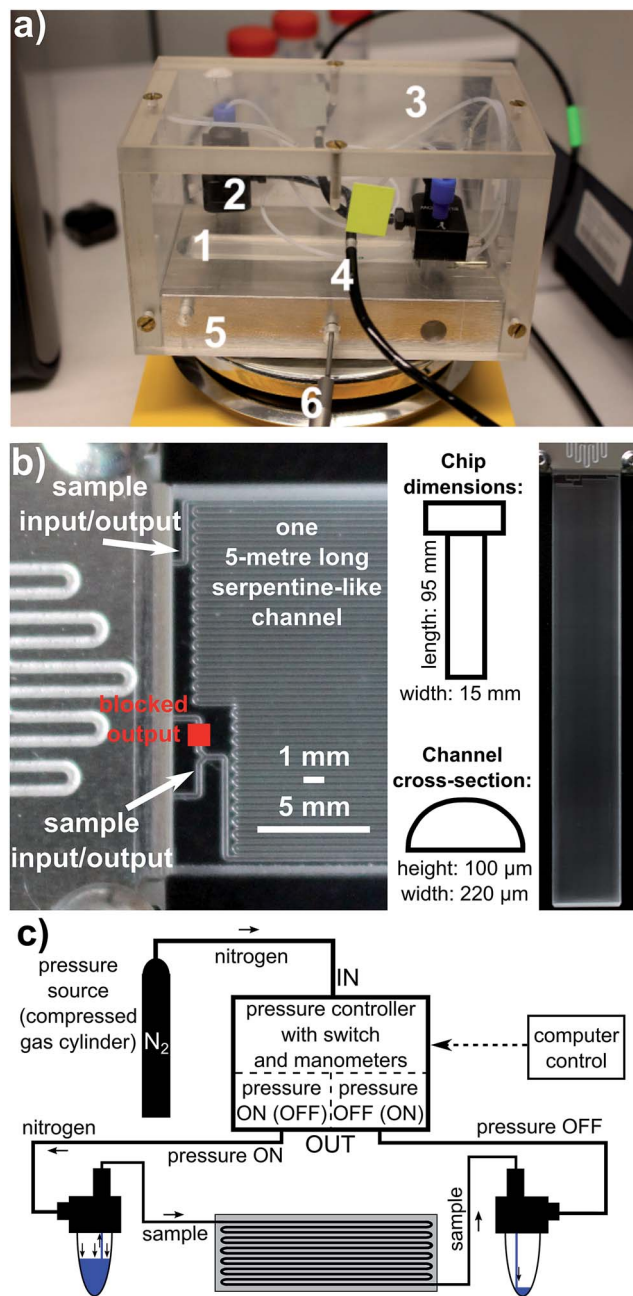 a)
3
2
1
4
5
6
b)
sample
input/output
one
5-metre long
serpentine-like
channel
blocked
output
1 mm
5 mm
sample
input/output
Chip
dimensions:
length: 95 mm
width: 15 mm
Channel
cross-section:
height: 100 µm
width: 220 µm
c)
pressure
source
(compressed
gas cylinder)
N2
nitrogen
IN
pressure controller
with switch
and manometers
pressure
ON (OFF)
pressure
OFF (ON)
computer
control
OUT
nitrogen
pressure ON
pressure OFF
sample
sample